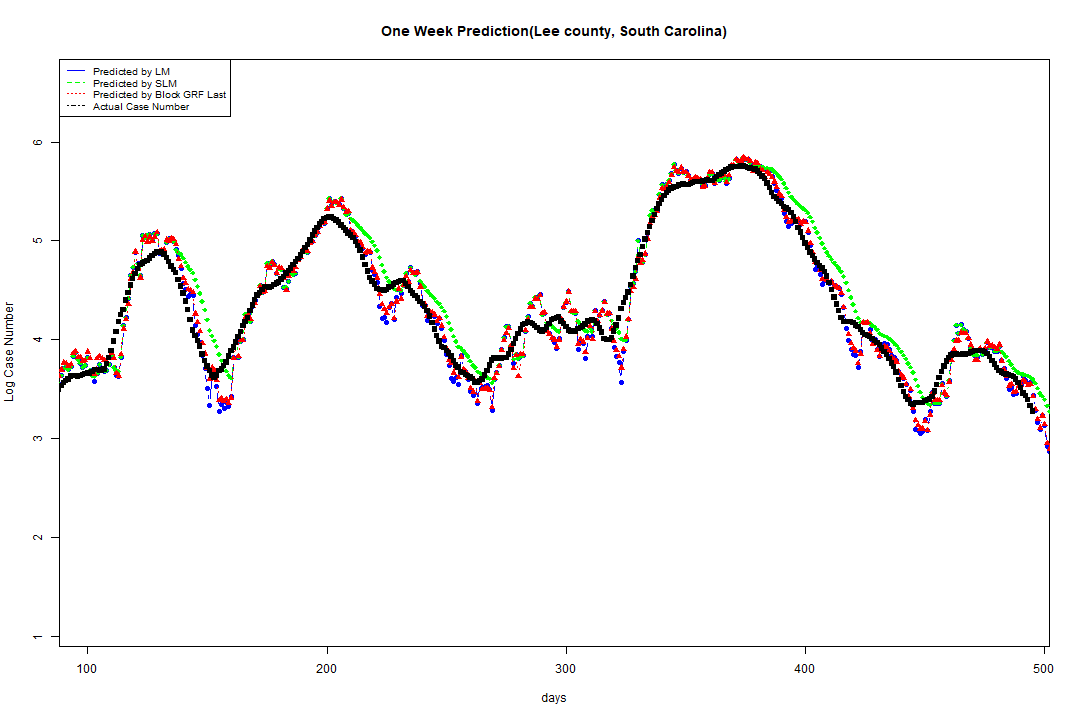 One Week Prediction(Lee county, South Carolina)
Predicted by LM
Predicted by SLM
Predicted by Block GRF Last
Actual Case Number
6
5
4
3
2
1
Log Case Number
100 200 300 400 500
days